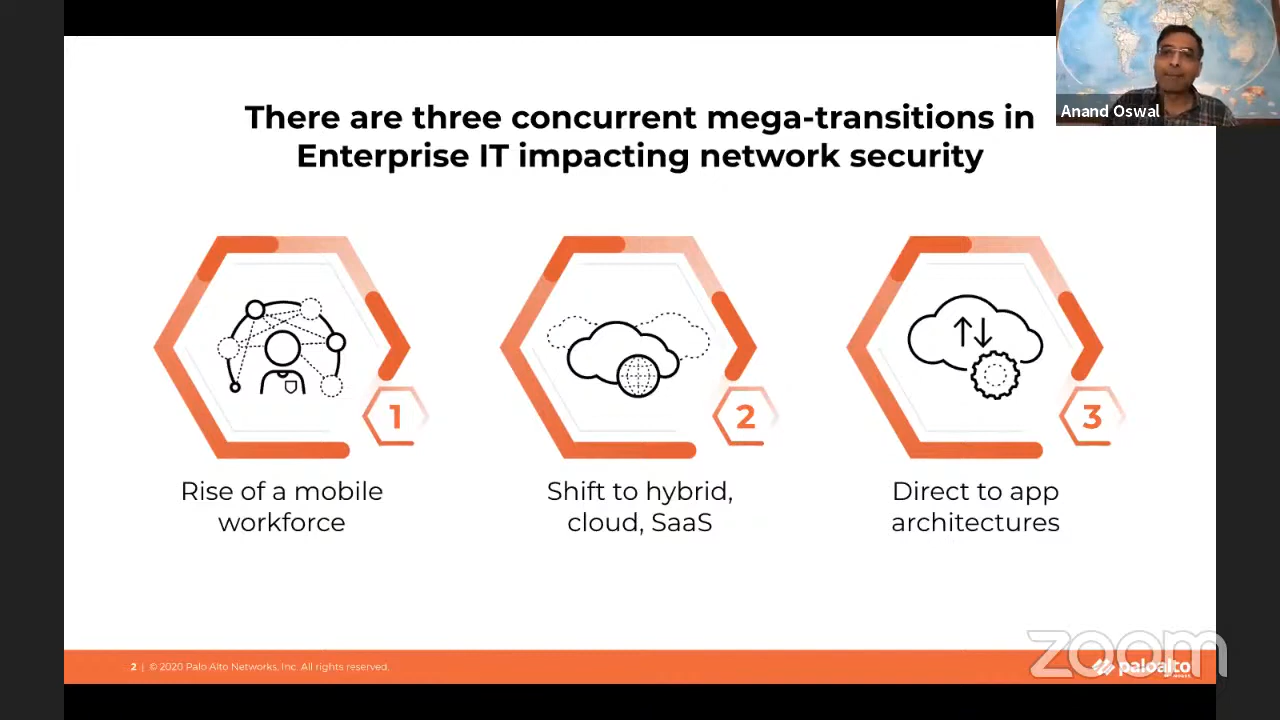 Anand Oswal
There are three concurrent mega-transitions in
Enterprise IT impacting network security
1
2
3
Rise of a mobile
workforce
Shift to hybrid,
cloud, SaaS
Direct to app
architectures
2 | © 2020 Palo Alto Networks, Inc. All rights reserved.
zoom
paloalto